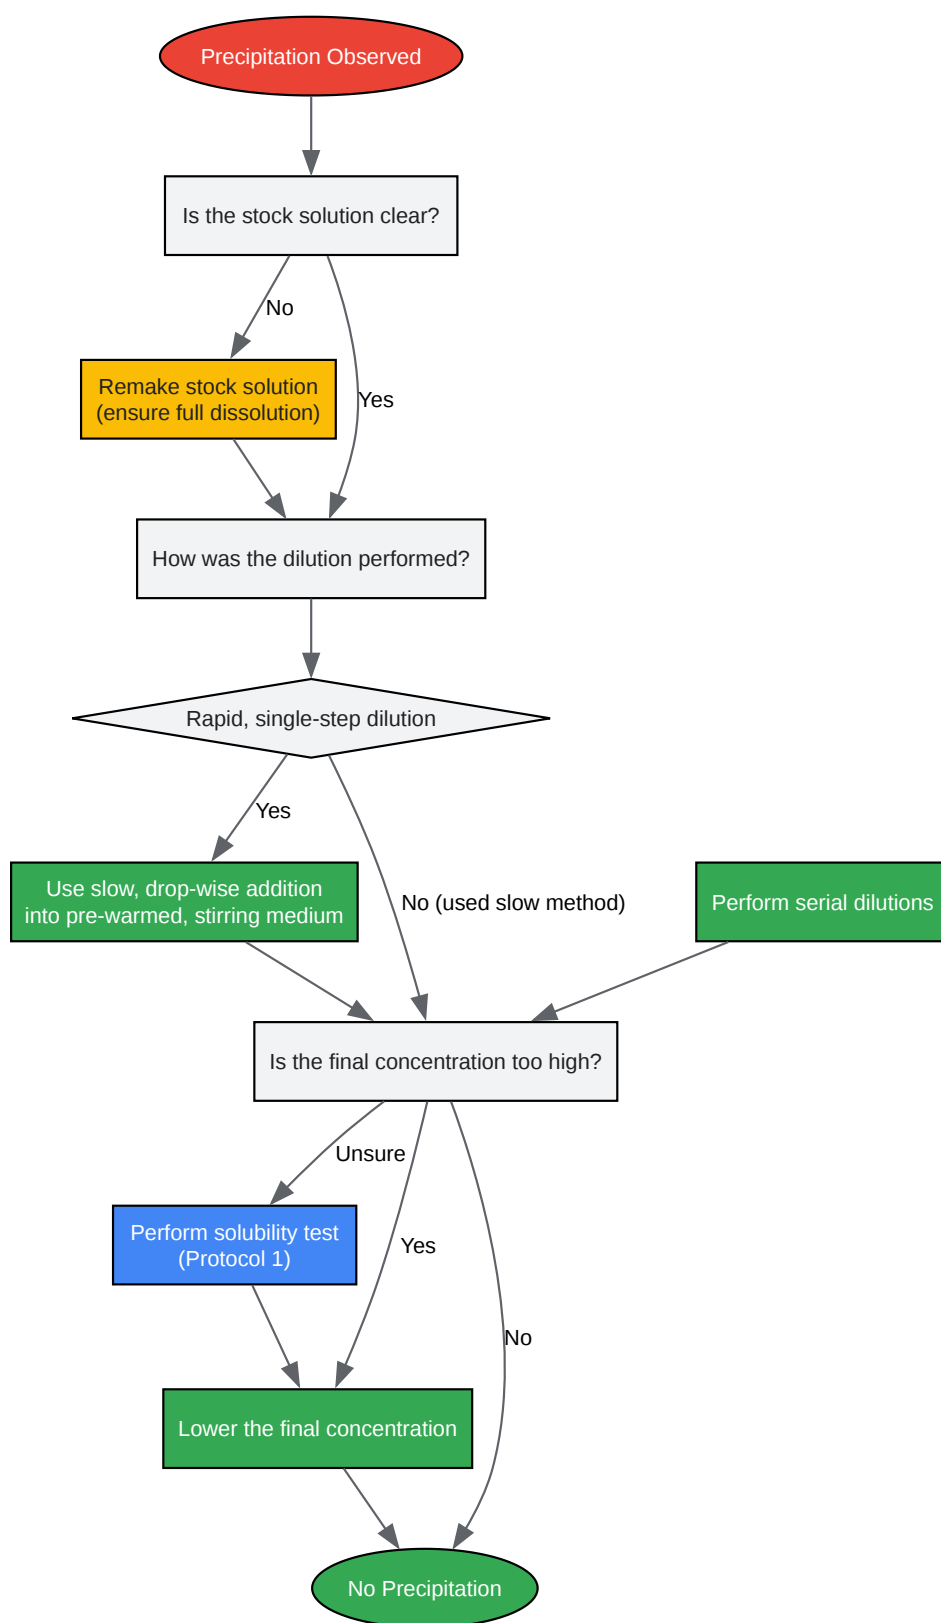 Precipitation Observed
Is the stock solution clear?
No
Remake stock solution
(ensure full dissolution)
Yes
How was the dilution performed?
Rapid, single-step dilution
Yes
Use slow, drop-wise addition
into pre-warmed, stirring medium
No (used slow method)
Perform serial dilutions
Is the final concentration too high?
Unsure
Perform solubility test
(Protocol 1)
Yes
No
Lower the final concentration
No Precipitation